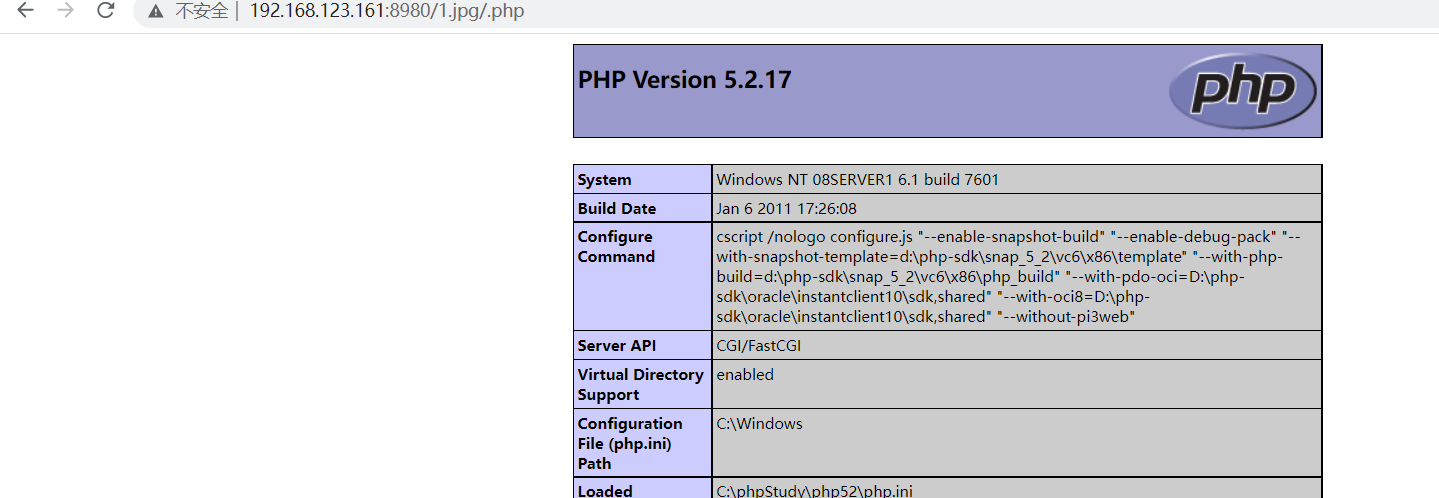 不安全 | 192.168.123.161:8980/1.jpg/.php
PHP Version 5.2.17
php
System Windows NT 08SERVER1 6.1 build 7601
Build Date Jan 6 2011 17:26:08
Configure Command cscript /nologo configure.js "--enable-snapshot-build" "--enable-debug-pack" "--
with-snapshot-template=d:\php-sdk\snap_5_2\vc6\x86\template" "--with-php-
build=d:\php-sdk\snap_5_2\vc6\x86\php_build" "--with-pdo-oci=D:\php-
sdk\oracle\instantclient10\sdk,shared" "--with-oci8=D:\php-
sdk\oracle\instantclient10\sdk,shared" "--without-pi3web"
Server API CGI/FastCGI
Virtual Directory Support enabled
Configuration File (php.ini) Path C:\Windows
Loaded C:\phpStudy\php52\php.ini